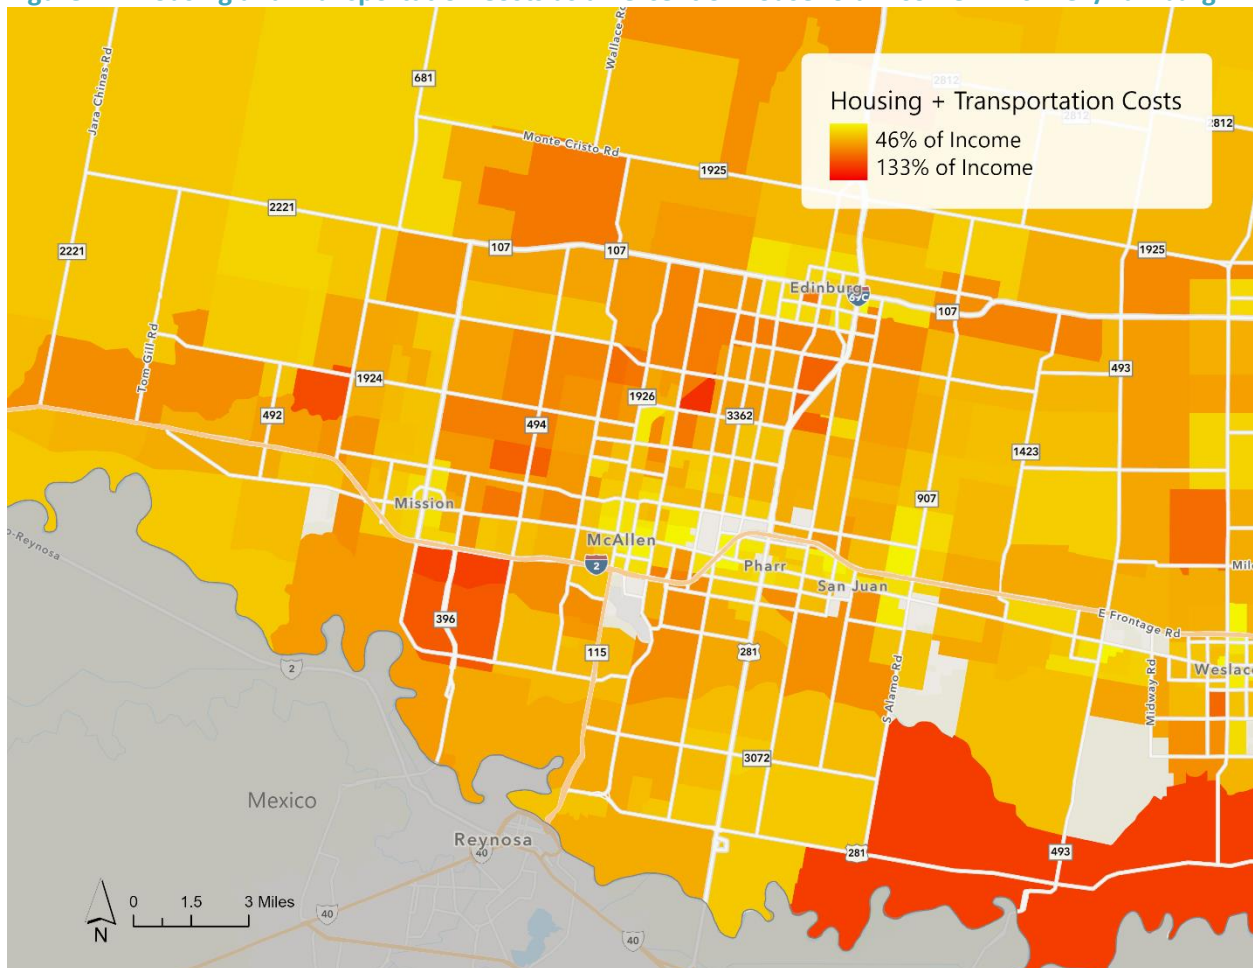 Jara Chinas Rd
681
Wallace Rd
2812
Housing + Transportation Costs
2812
2812
46% of Income
133% of Income
Monte Cristo Rd
1925
2221
2221
107
107
1925
Edinburg
69C
107
Tom Gill Rd
1924
493
492
1926
494
3362
1423
Mission
907
McAllen
2
Pharr
San Juan
396
E Frontage Rd
115
281
2
S Alamo Rd
Midway Rd
3072
Mexico
Reynosa
40
281
493
0 1.5 3 Miles
N
40
40